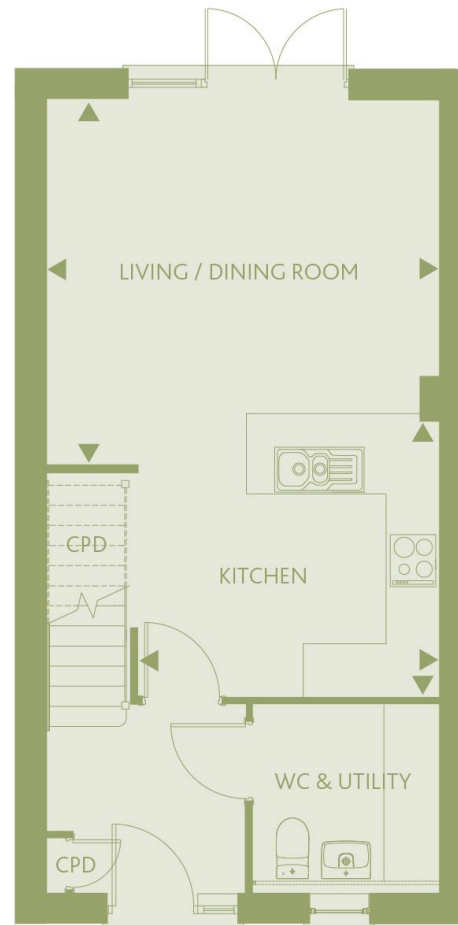 LIVING / DINING ROOM
CPD
KITCHEN
WC & UTILITY
CPD